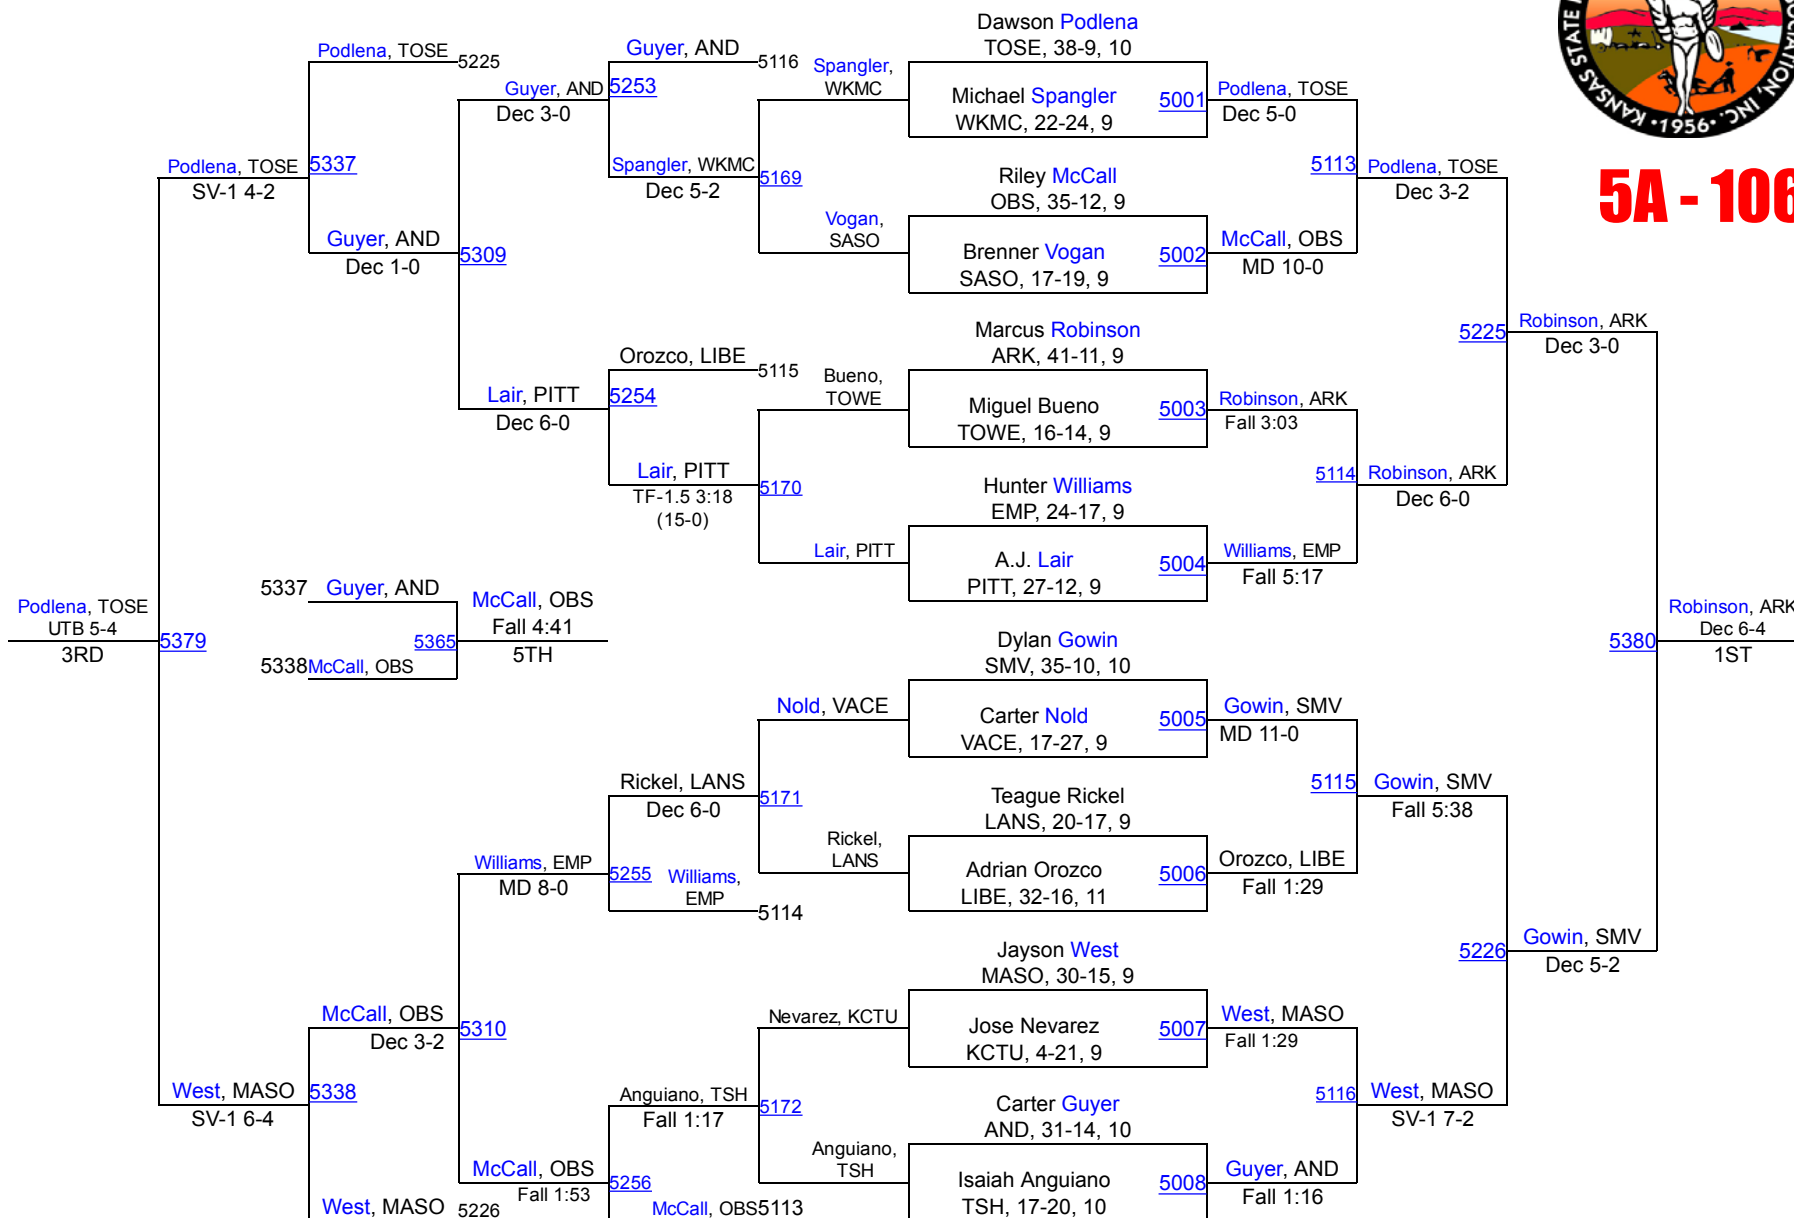 Dawson Podlena
TOSE, 38-9, 10
Michael Spangler
WKMC, 22-24, 9
Riley McCall
OBS, 35-12, 9
Brenner Vogan
SASO, 17-19, 9
Marcus Robinson
ARK, 41-11, 9
Miguel Bueno
TOWE, 16-14, 9
Hunter Williams
EMP, 24-17, 9
A.J. Lair
PITT, 27-12, 9
Dylan Gowin
SMV, 35-10, 10
Carter Nold
VACE, 17-27, 9
Teague Rickel
LANS, 20-17, 9
Adrian Orozco
LIBE, 32-16, 11
Jayson West
MASO, 30-15, 9
Jose Nevarez
KCTU, 4-21, 9
Carter Guyer
AND, 31-14, 10
Isaiah Anguiano
TSH, 17-20, 10
5001
Podlena, TOSE
Dec 5-0
5002
McCall, OBS
MD 10-0
5003
Robinson, ARK
Fall 3:03
5004
Williams, EMP
Fall 5:17
5005
Gowin, SMV
MD 11-0
5006
Orozco, LIBE
Fall 1:29
5007
West, MASO
Fall 1:29
5008
Guyer, AND
Fall 1:16
5113
Podlena, TOSE
Dec 3-2
5114
Robinson, ARK
Dec 6-0
5115
Gowin, SMV
Fall 5:38
5116
West, MASO
SV-1 7-2
5225
Robinson, ARK
Dec 3-0
5226
Gowin, SMV
Dec 5-2
5380
Robinson, ARK
Dec 6-4
1ST
KANSAS STATE
OCIATION, INC.
•1956•
5A - 106
Spangler,
WKMC
Vogan,
SASO
Bueno,
TOWE
Lair, PITT
Nold, VACE
Rickel,
LANS
Nevarez, KCTU
Anguiano,
TSH
Guyer, AND
5116
Spangler, WKMC
Dec 5-2
5169
Orozco, LIBE
5115
Lair, PITT
TF-1.5 3:18
(15-0)
5170
Rickel, LANS
Dec 6-0
5171
Williams,
EMP
5114
Anguiano, TSH
Fall 1:17
5172
McCall, OBS
5113
Guyer, AND
Dec 3-0
5253
Lair, PITT
Dec 6-0
5254
Williams, EMP
MD 8-0
5255
McCall, OBS
Fall 1:53
5256
Podlena, TOSE
5225
Guyer, AND
Dec 1-0
5309
McCall, OBS
Dec 3-2
5310
West, MASO
5226
Podlena, TOSE
SV-1 4-2
5337
West, MASO
SV-1 6-4
5338
5337
Guyer, AND
5338
McCall, OBS
5365
McCall, OBS
Fall 4:41
5TH
Podlena, TOSE
UTB 5-4
3RD
5379